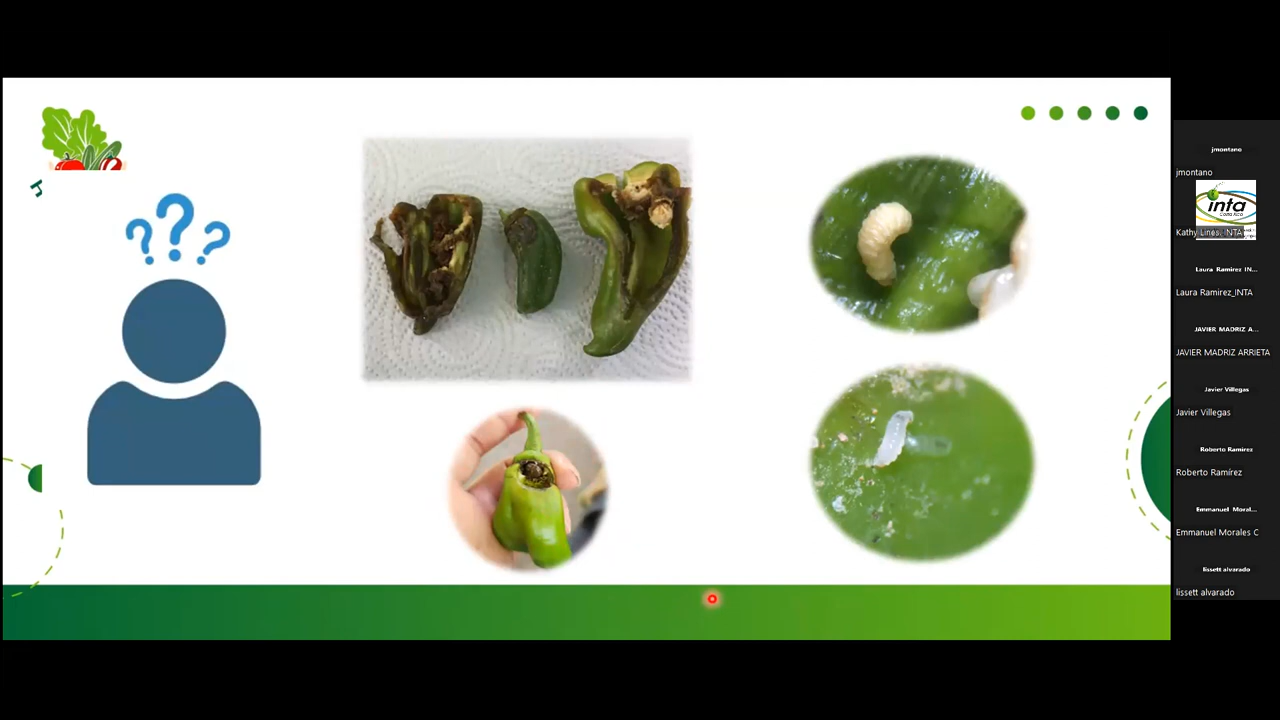 ? ? ?
jmontano
jmontano
inta
Costa Rica
Kathy Lines_INTA
Laura Ramirez IN...
Laura Ramirez_INTA
JAVIER MADRIZ A...
JAVIER MADRIZ ARRIETA
Javier Villegas
Javier Villegas
Roberto Ramírez
Roberto Ramírez
Emmanuel Moral...
Emmanuel Morales C
lissett alvarado
lissett alvarado